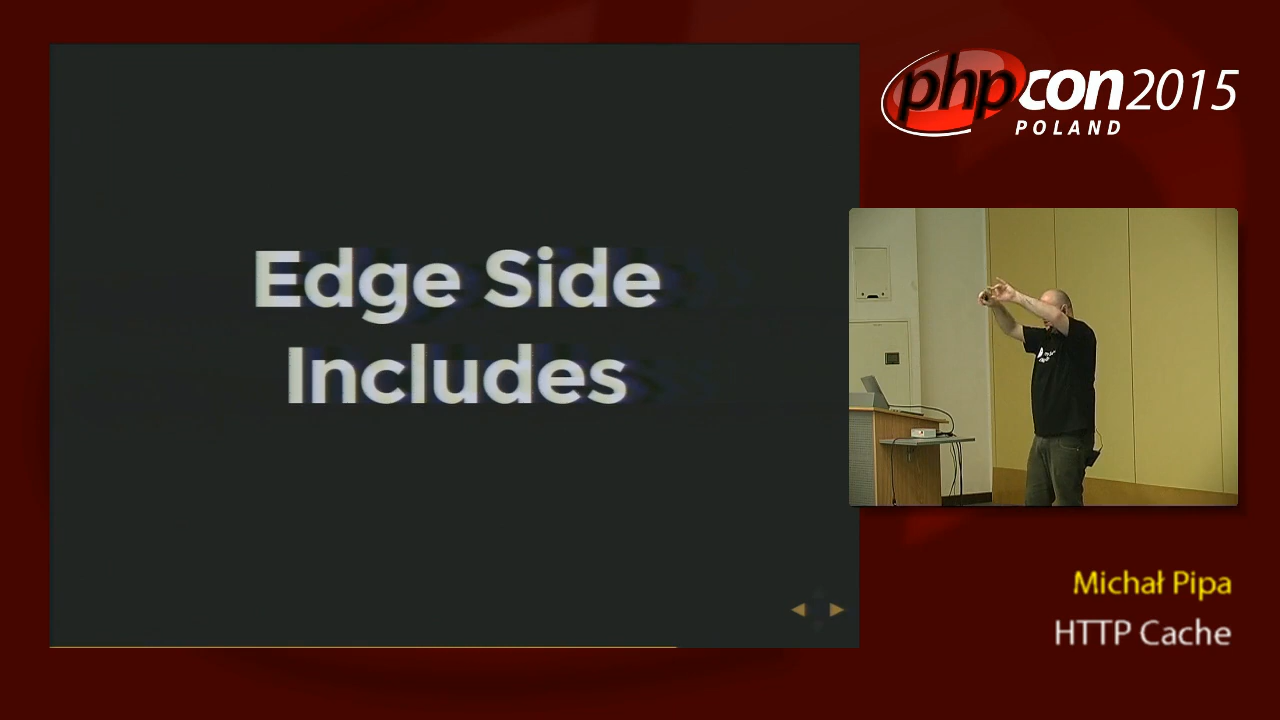 Edge Side
Includes
phpcon2015
POLAND
Michał Pipa
HTTP Cache